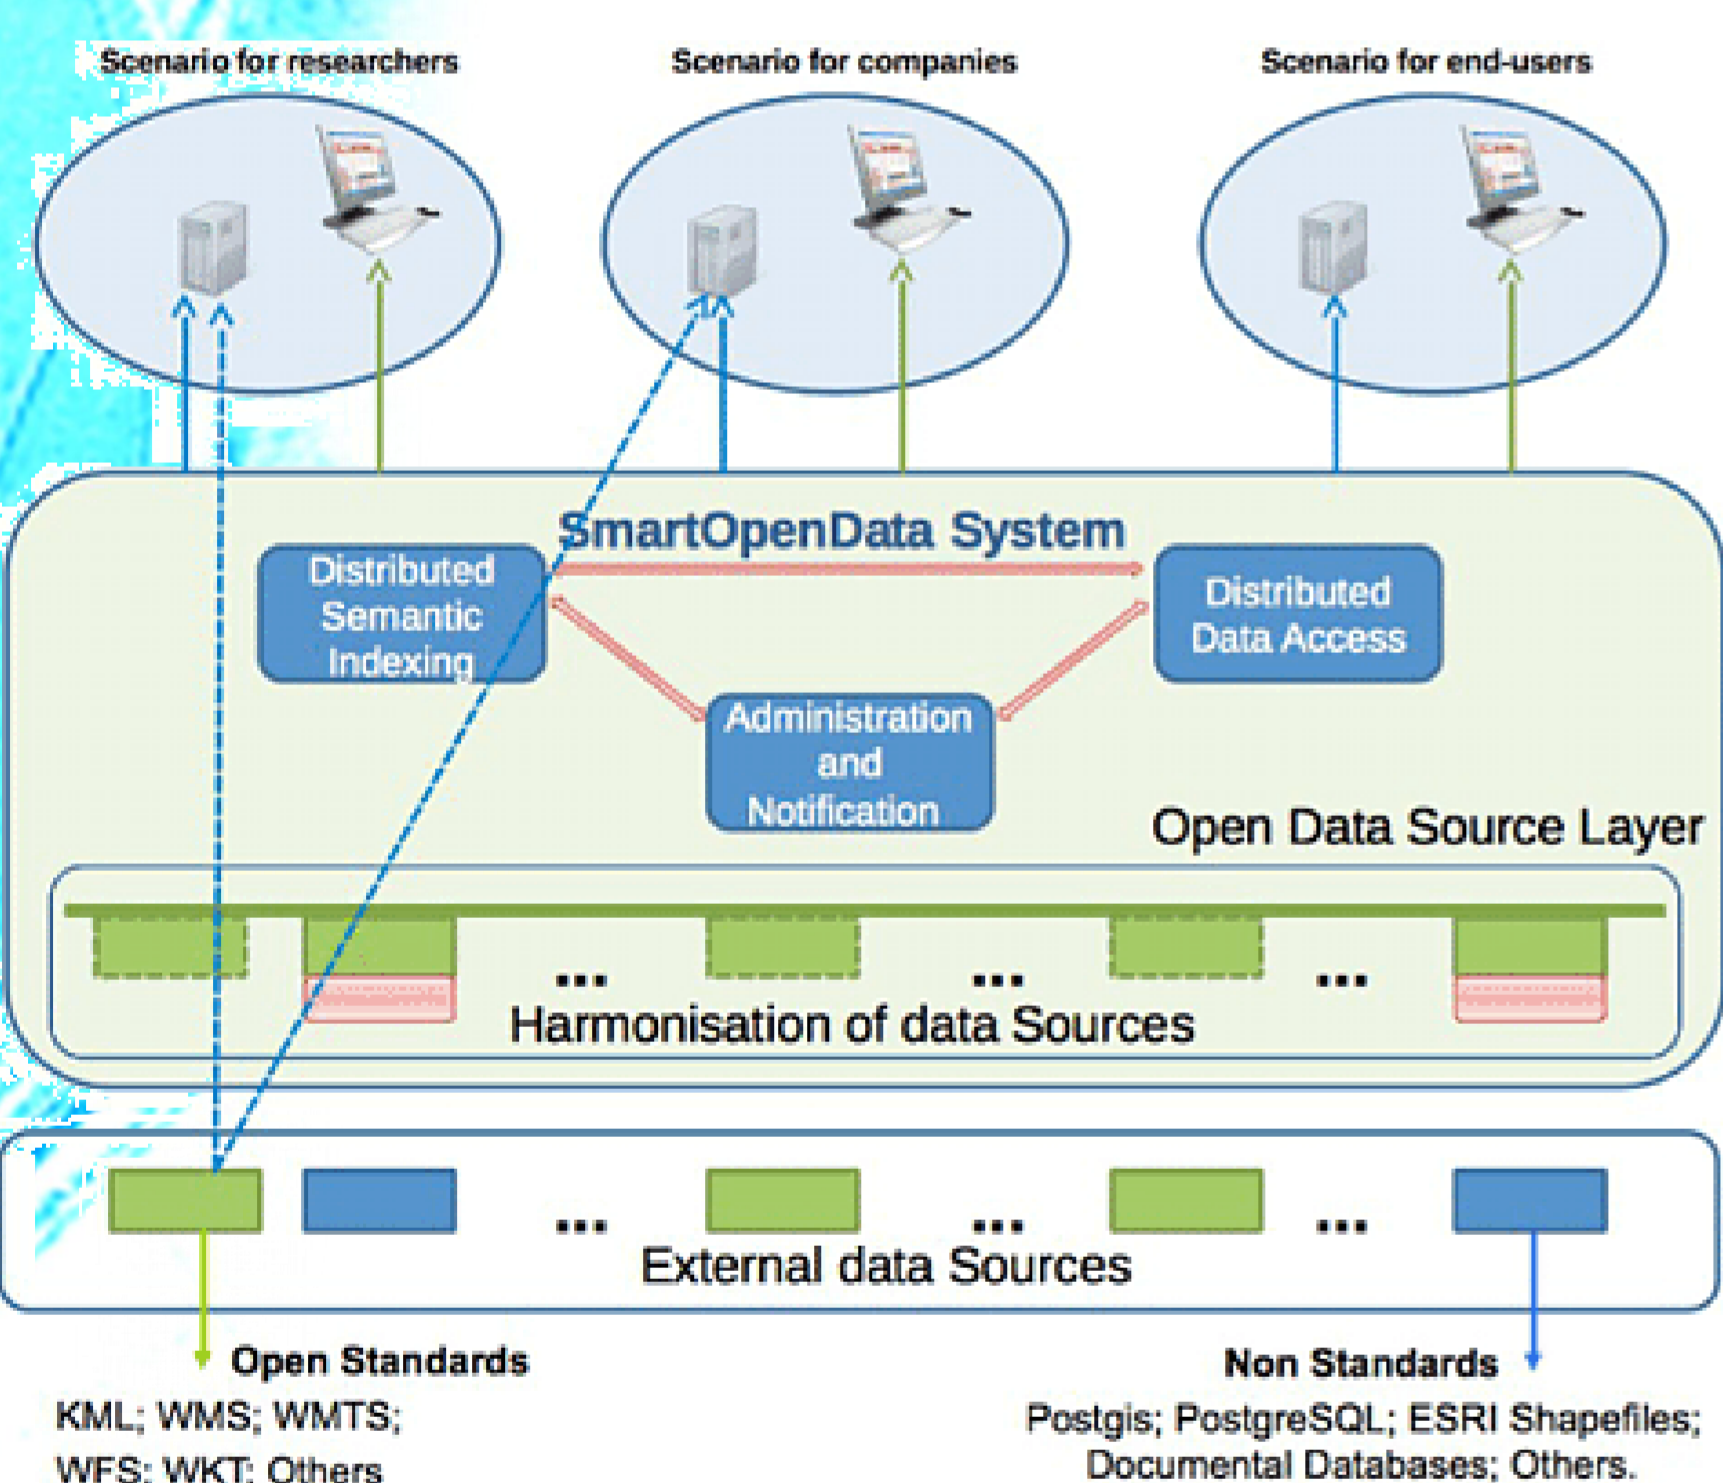 Scenario for researchers
Scenario for companies
Scenario for end-users
SmartOpenData System
Distributed
Semantic
Indexing
Distributed
Data Access
Administration
and
Notification
Open Data Source Layer
...
...
...
Harmonisation of data Sources
...
...
...
External data Sources
Open Standards
KML; WMS; WMTS;
WFS; WKT; Others
Non Standards
Postgis; PostgreSQL; ESRI Shapefiles;
Documental Databases; Others.